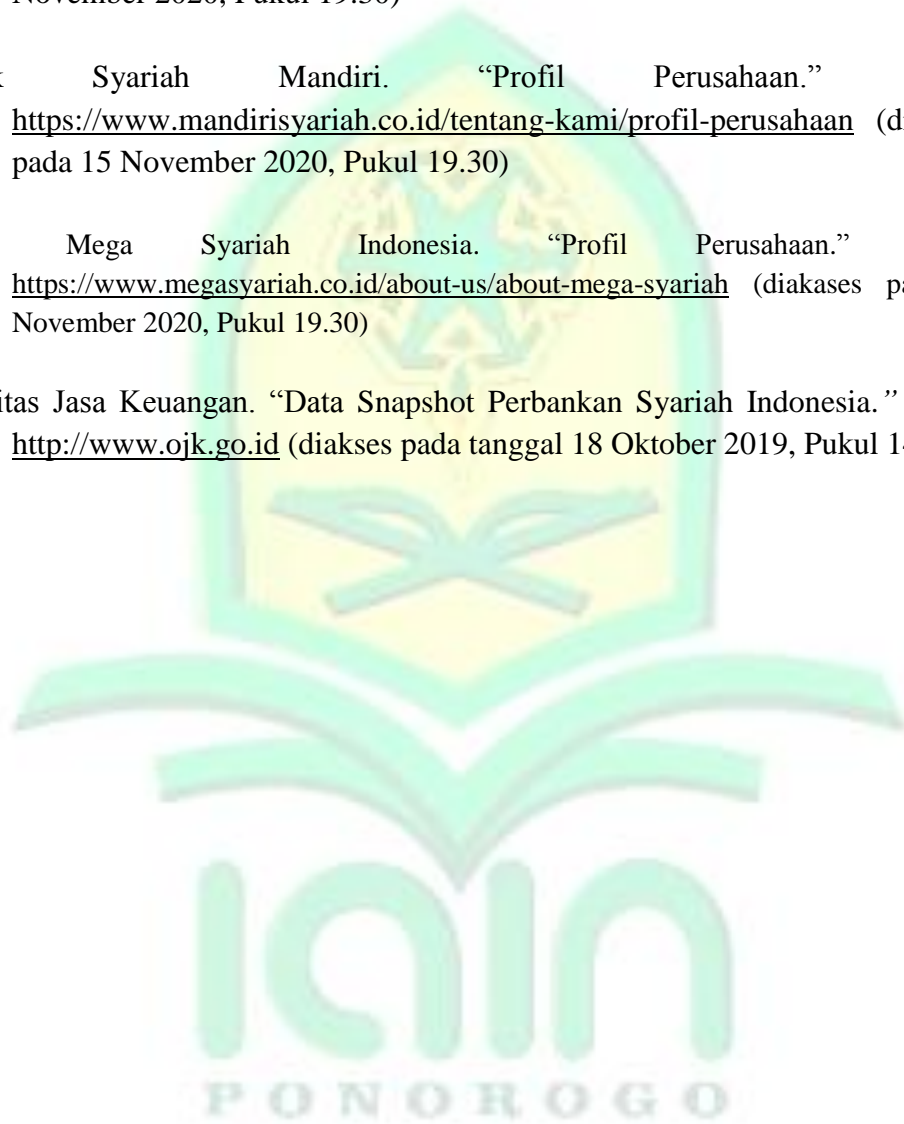 November 2020, Pukul 19.30)
Syariah Mandiri. “Profil Perusahaan.”
https://www.mandirisyariah.co.id/tentang-kami/profil-perusahaan
pada 15 November 2020, Pukul 19.30)
Mega Syariah Indonesia. “Profil Perusahaan.”
https://www.megasyariah.co.id/about-us/about-mega-syariah (diakases
November 2020, Pukul 19.30)
Jasa Keuangan. “Data Snapshot Perbankan Syariah Indonesia.”
http://www.ojk.go.id (diakses pada tanggal 18 Oktober 2019, Pukul
iain
PONOROGO